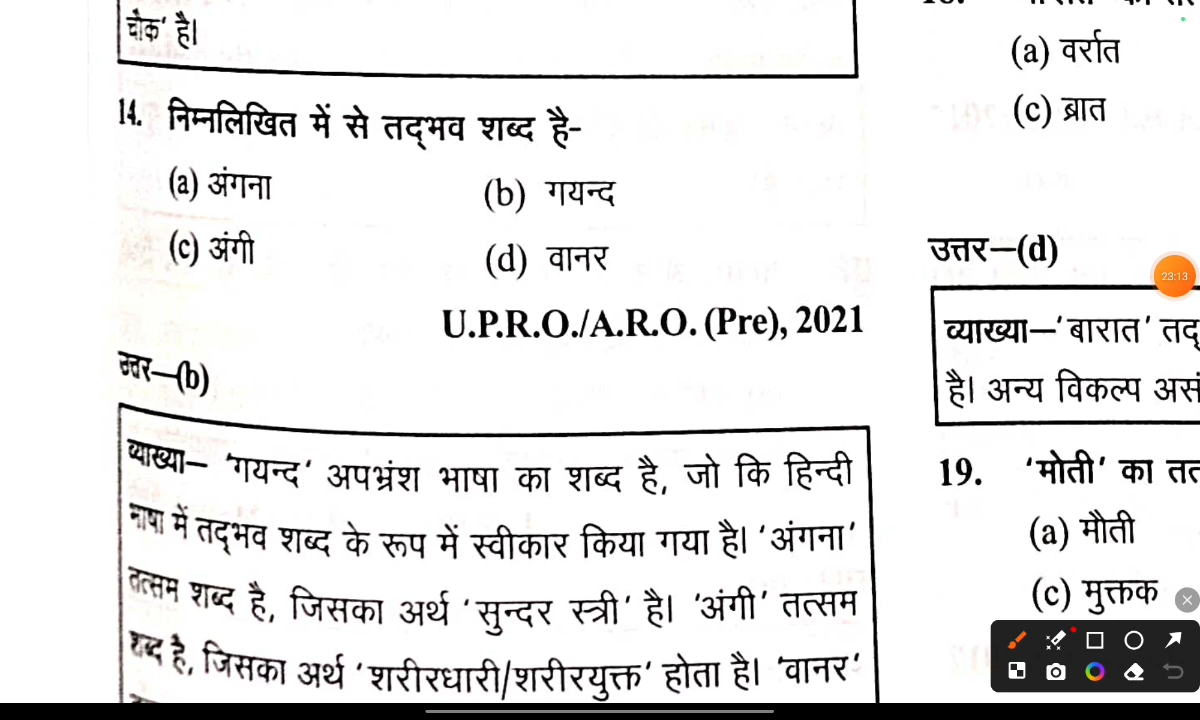 चौक' है।
14. निम्नलिखित में से तद्भव शब्द है-
(a) अंगना (b) गयन्द
(c) अंगी (d) वानर
U.P.R.O./A.R.O. (Pre), 2021
उत्तर—(b)
व्याख्या— 'गयन्द' अपभ्रंश भाषा का शब्द है, जो कि हिन्दी
भाषा में तद्भव शब्द के रूप में स्वीकार किया गया है। 'अंगना'
तत्सम शब्द है, जिसका अर्थ 'सुन्दर स्त्री' है। 'अंगी' तत्सम
शब्द है, जिसका अर्थ 'शरीरधारी/शरीरयुक्त' होता है। 'वानर'
(a) वर्रात
(c) ब्रात
उत्तर—(d)
23:13
व्याख्या—'बारात' तद्
है। अन्य विकल्प असं
19. 'मोती' का तत
(a) मौती
(c) मुक्तक